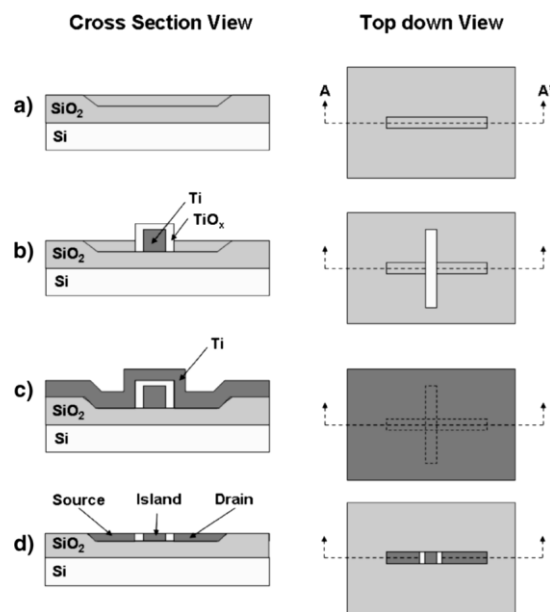 Cross Section View
Top down View
a)
SiO₂
Si
A
A'
b)
Ti
TiOₓ
SiO₂
Si
c)
Ti
SiO₂
Si
d)
Source
Island
Drain
SiO₂
Si